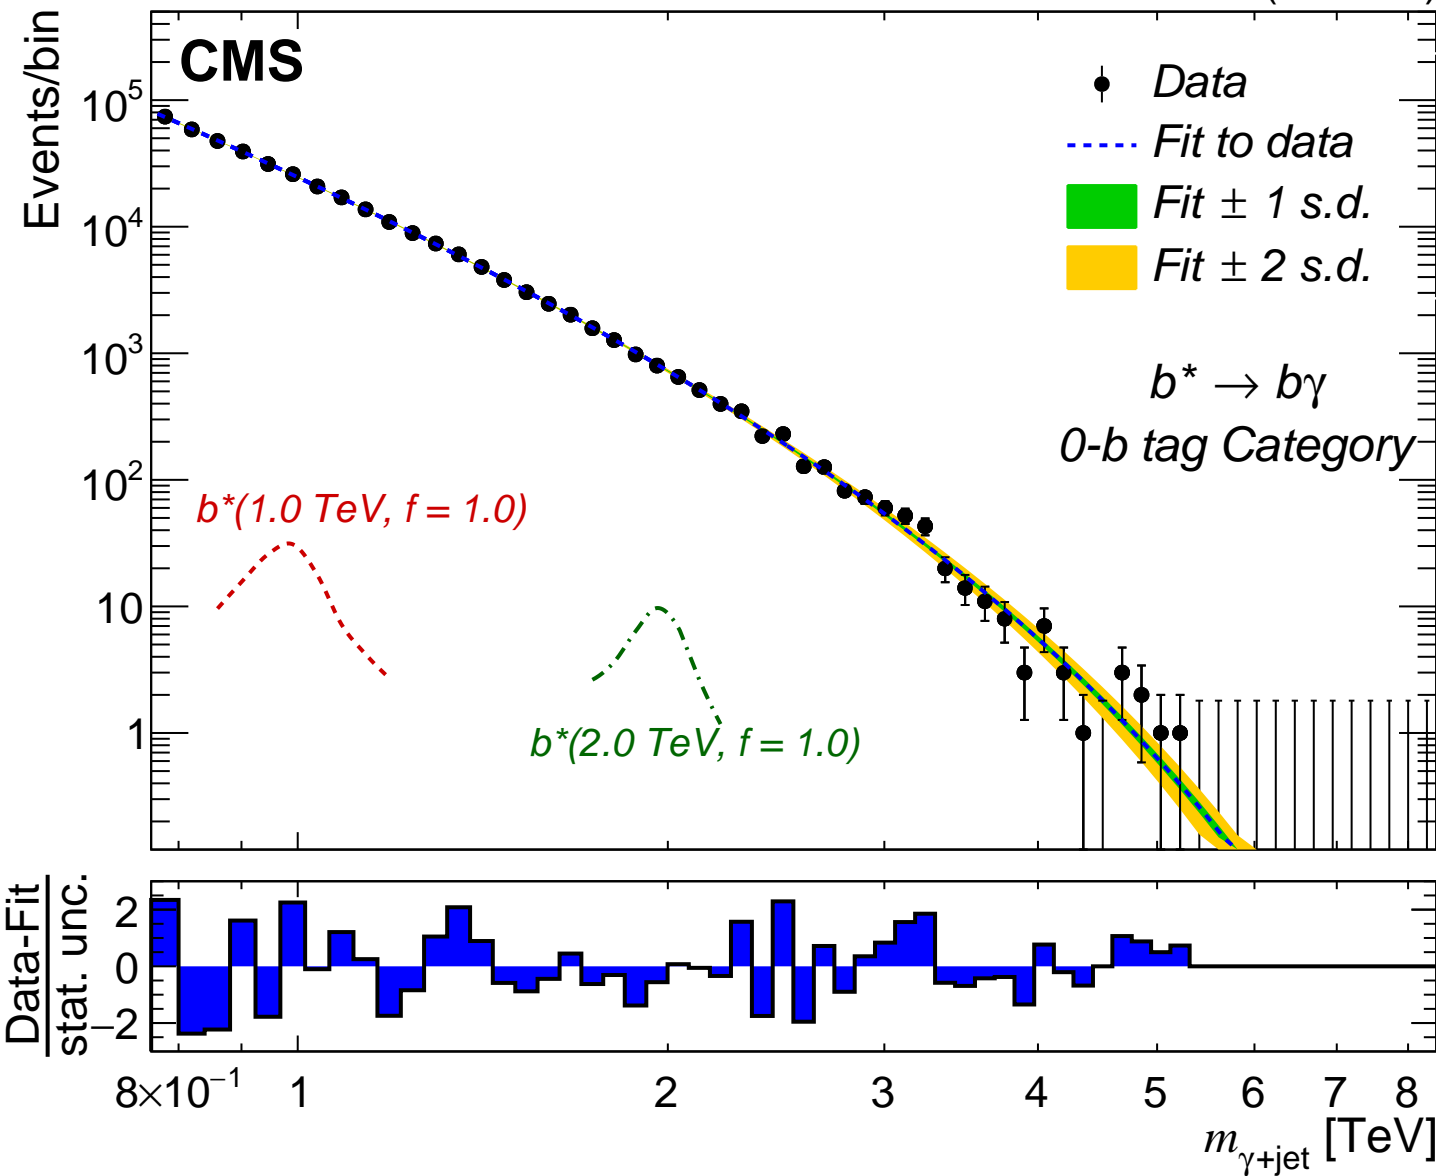 CMS
Events/bin
10^5
10^4
10^3
10^2
10
1
Data
Fit to data
Fit ± 1 s.d.
Fit ± 2 s.d.
b* → bγ
0-b tag Category
b*(1.0 TeV, f = 1.0)
b*(2.0 TeV, f = 1.0)
Data-Fit
stat. unc.
2
0
−2
8×10^−1 1 2 3 4 5 6 7 8
m_γ+jet [TeV]